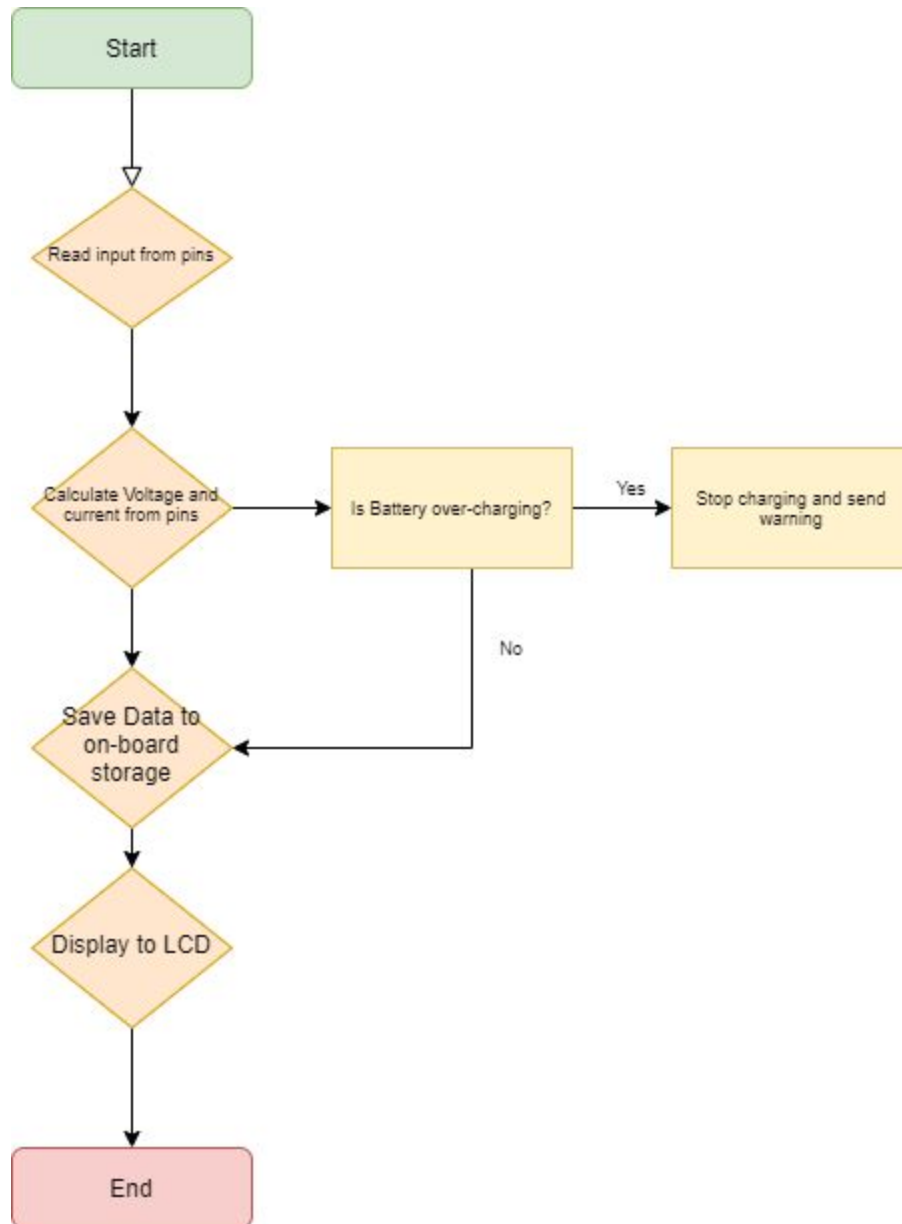 Start
Read input from pins
Calculate Voltage and
current from pins
Is Battery over-charging?
Yes
Stop charging and send
warning
No
Save Data to
on-board
storage
Display to LCD
End